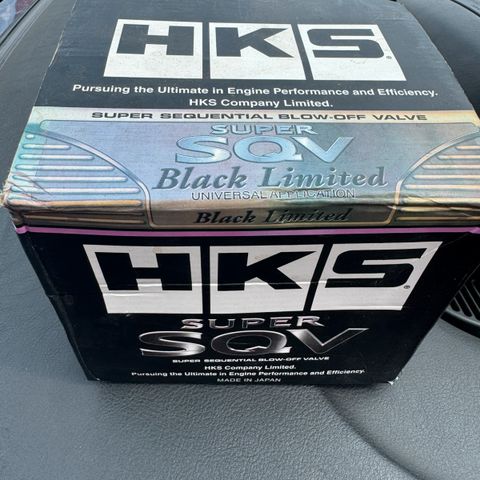 HKS
Pursuing the Ultimate in Engine Performance and Efficiency.
HKS Company Limited.
SUPER SEQUENTIAL BLOW-OFF VALVE
SUPER
SQV
Black Limited
UNIVERSAL APPLICATION
Black Limited
HKS
SUPER
SQV
SUPER SEQUENTIAL BLOW-OFF VALVE
HKS Company Limited.
Pursuing the Ultimate in Engine Performance and Efficiency.
MADE IN JAPAN